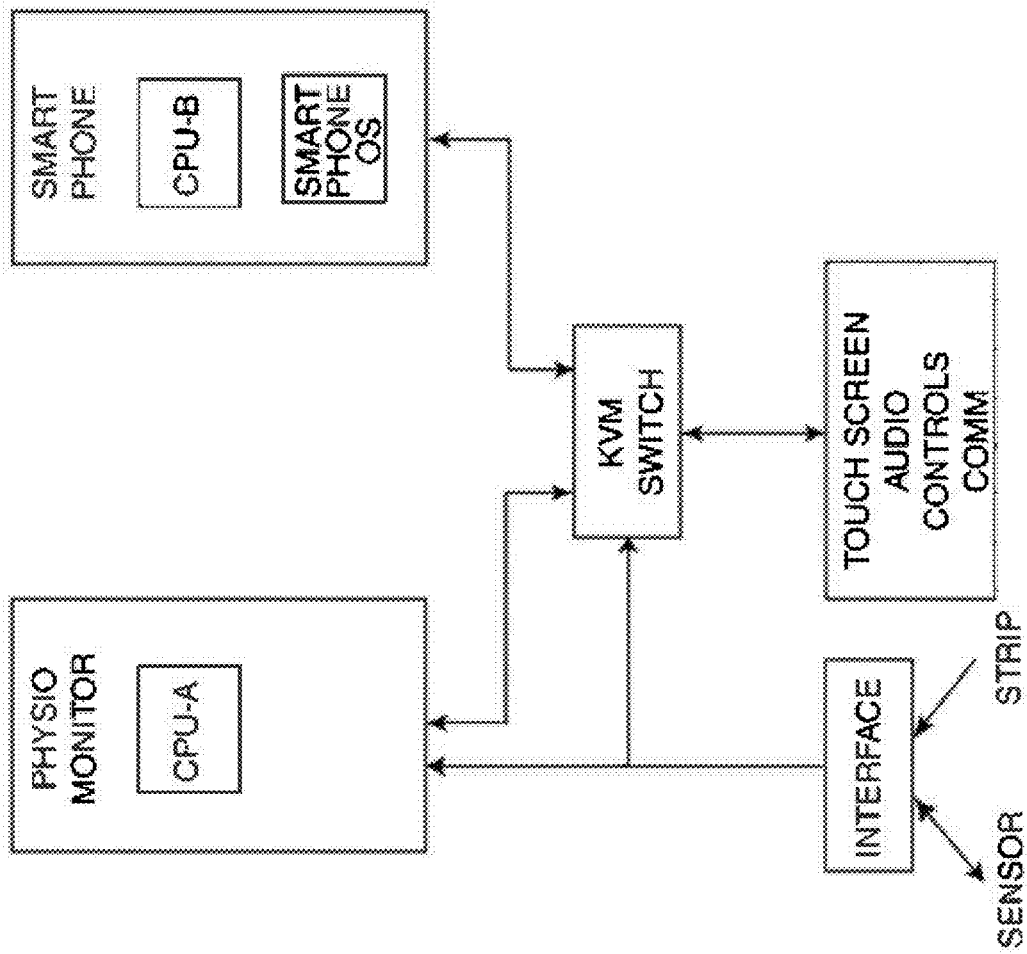 PHYSIO
MONITOR
CPU-A
SMART
PHONE
CPU-B
SMART
PHONE
OS
KVM
SWITCH
INTERFACE
TOUCH SCREEN
AUDIO
CONTROLS
COMM
SENSOR
STRIP